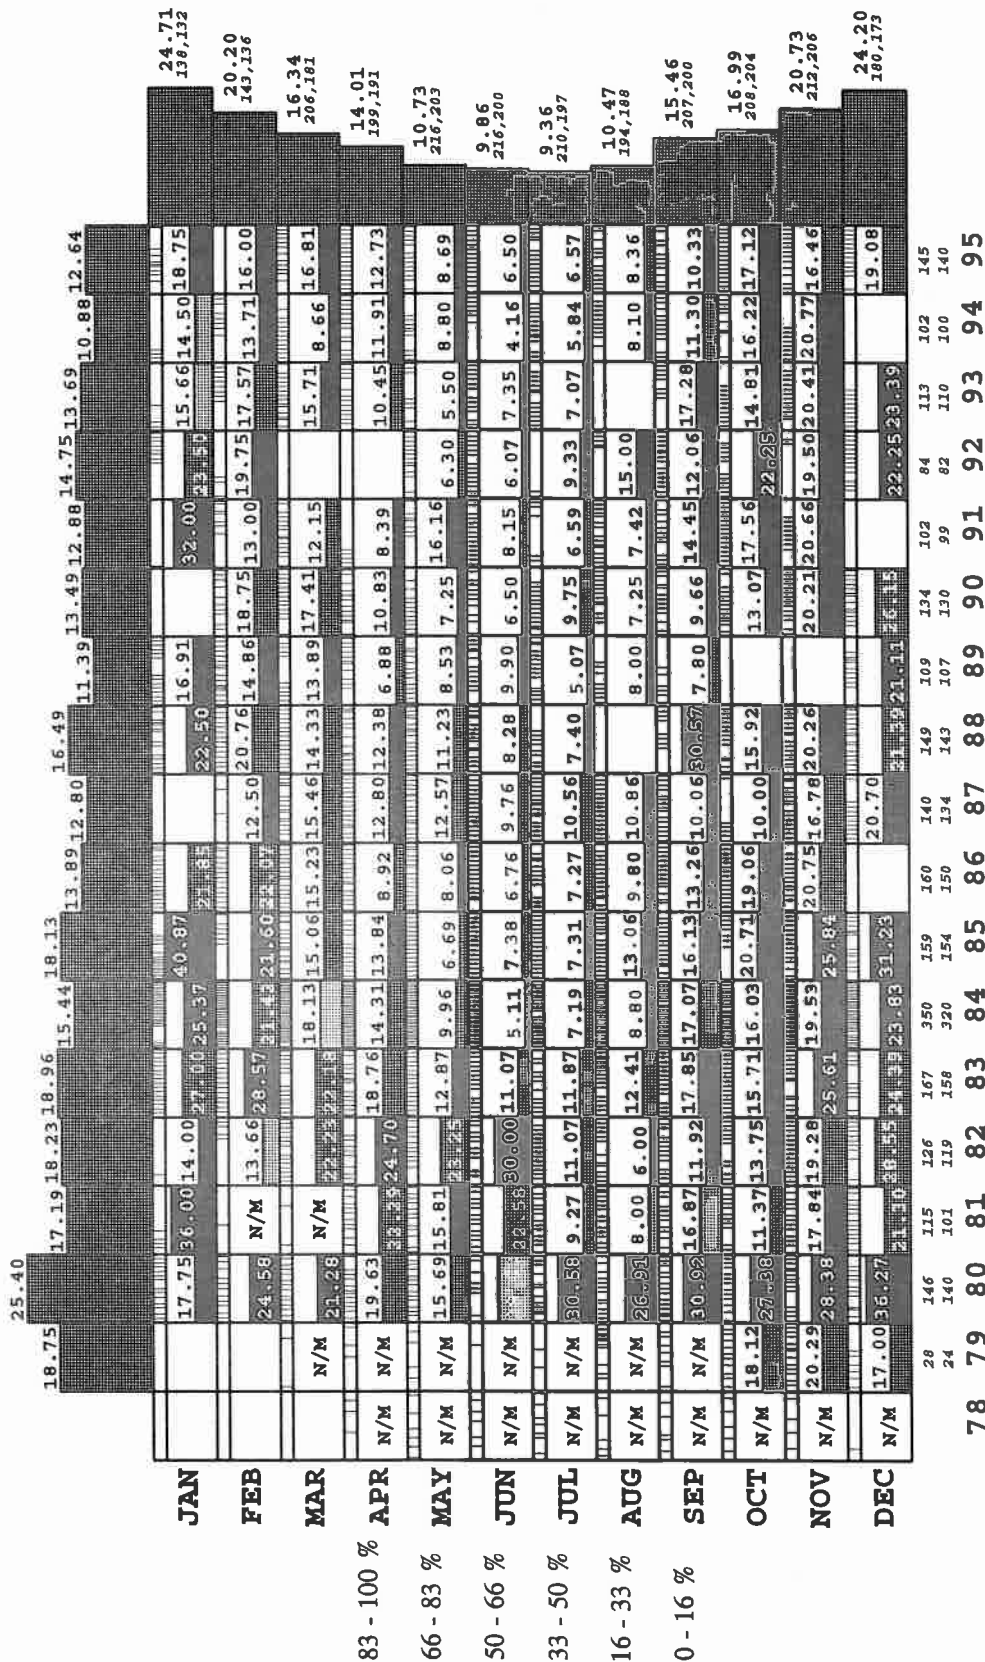 18.75 25.40 17.19 18.23 18.96 15.44 18.13 13.89 12.80 16.49 11.39 13.49 12.88 14.75 13.69 10.88 12.64
JAN 17.75 36.00 14.00 27.00 25.37 40.87 21.85 22.50 16.91 32.00 23.50 15.66 14.50 18.75 24.71
138,132
FEB 24.58 N/M 13.66 28.57 21.42 21.60 22.07 12.50 20.76 14.86 18.75 13.00 19.75 17.57 13.71 16.00 20.20
143,136
MAR N/M 21.28 N/M 22.23 22.18 18.13 15.06 15.23 15.46 14.33 13.89 17.41 12.15 15.71 8.66 16.81 16.34
206,181
83 - 100 % APR N/M N/M 19.63 24.70 18.76 14.31 13.84 8.92 12.80 12.38 6.88 10.83 8.39 10.45 11.91 12.73 14.01
199,191
66 - 83 % MAY N/M N/M 15.69 15.81 23.25 12.87 9.96 6.69 8.06 12.57 11.23 8.53 7.25 16.16 6.30 5.50 8.80 8.69 10.73
216,203
50 - 66 % JUN N/M N/M 22.58 30.00 11.07 5.11 7.38 6.76 9.76 8.28 9.90 6.50 8.15 6.07 7.35 4.16 6.50 9.86
216,200
33 - 50 % JUL N/M N/M 30.58 9.27 11.07 11.87 7.19 7.31 7.27 10.56 7.40 5.07 9.75 6.59 9.33 7.07 5.84 6.57 9.36
210,197
16 - 33 % AUG N/M N/M 26.91 8.00 6.00 12.41 8.80 13.06 9.80 10.86 8.00 7.25 7.42 15.00 8.10 8.36 10.47
194,188
0 - 16 % SEP N/M N/M 30.92 16.87 11.92 17.85 17.07 16.13 13.26 10.06 30.57 7.80 9.66 14.45 12.06 17.28 11.30 10.33 15.46
207,200
OCT N/M 18.12 27.38 11.37 13.75 15.71 16.03 20.71 19.06 10.00 15.92 13.07 17.56 22.25 14.81 16.22 17.12 16.99
208,204
NOV N/M 20.29 28.38 17.84 19.28 25.61 19.53 25.84 20.75 16.78 20.26 20.21 20.66 19.50 20.41 20.77 16.46 20.73
212,206
DEC N/M 17.00 36.27 38.55 24.49 23.83 31.23 20.70 21.11 26.15 22.25 23.39 19.08 24.20
180,173
28 146 115 126 167 350 159 160 140 149 109 134 102 84 113 102 145
24 140 101 119 158 320 154 150 134 143 107 130 99 82 110 100 140
78 79 80 81 82 83 84 85 86 87 88 89 90 91 92 93 94 95